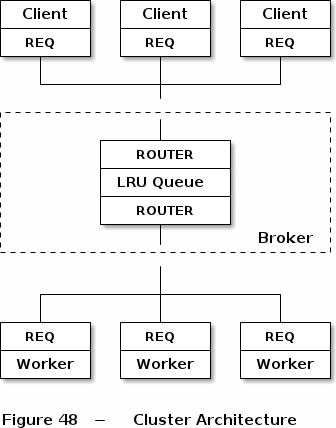 Client Client Client
REQ REQ REQ
ROUTER
LRU Queue
ROUTER
Broker
REQ REQ REQ
Worker Worker Worker
Figure 48 – Cluster Architecture